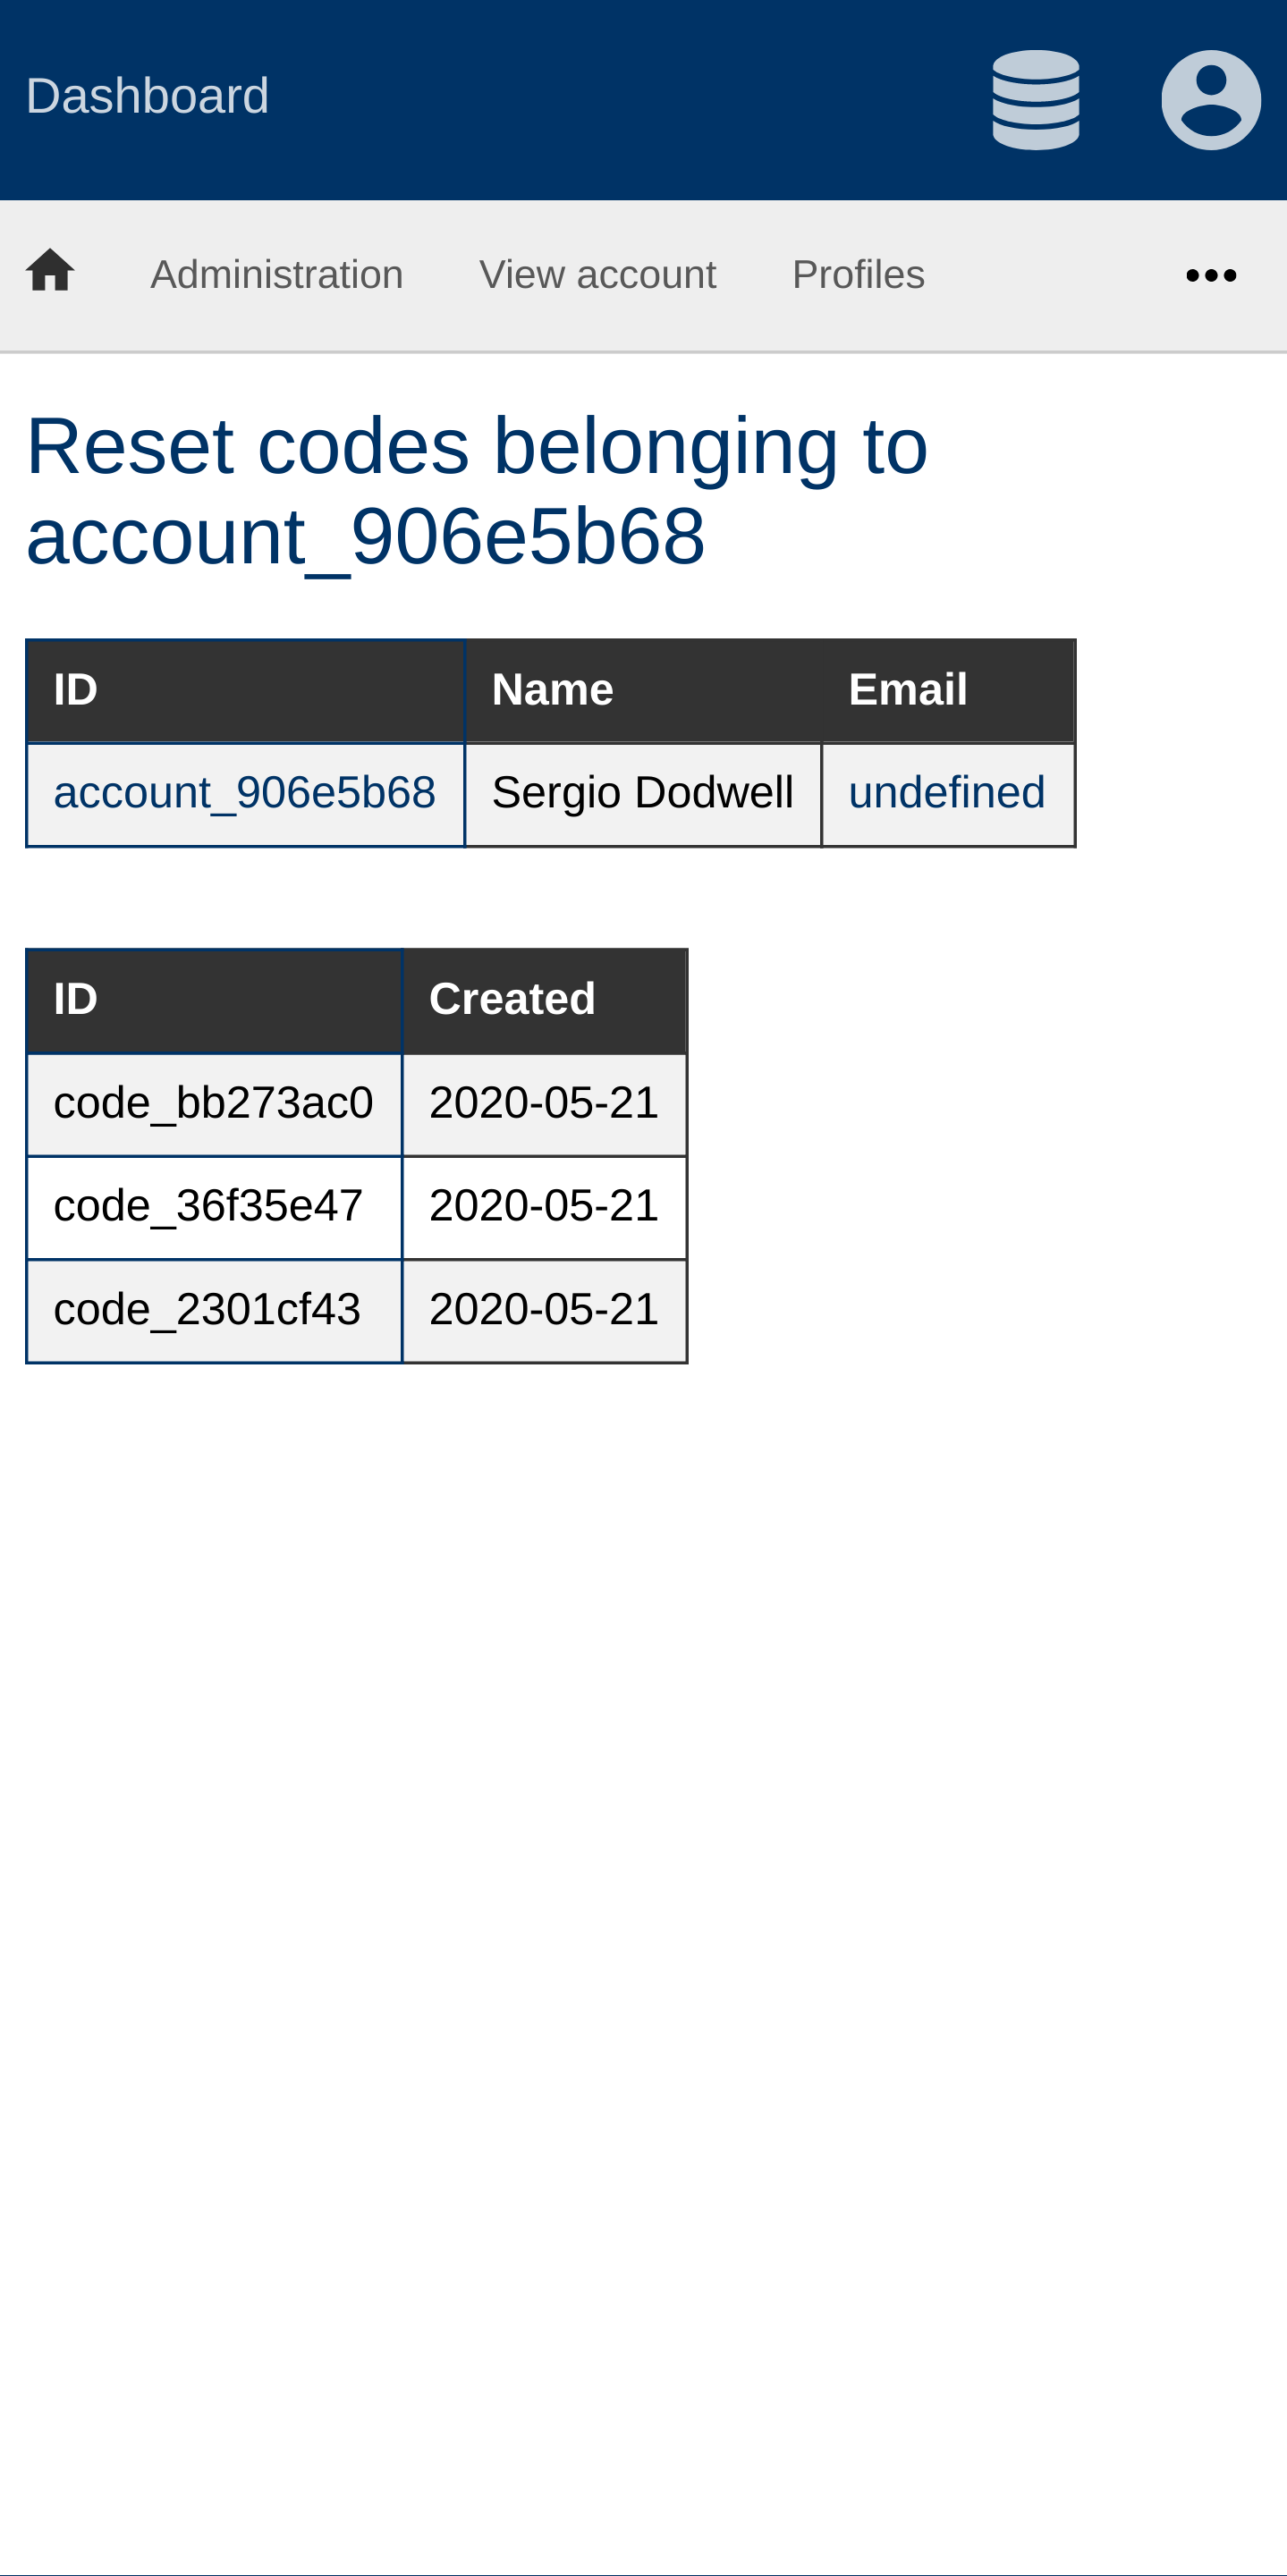 Dashboard
Administration View account Profiles
Reset codes belonging to
account_906e5b68
ID Name Email
account_906e5b68 Sergio Dodwell undefined
ID Created
code_bb273ac0 2020-05-21
code_36f35e47 2020-05-21
code_2301cf43 2020-05-21